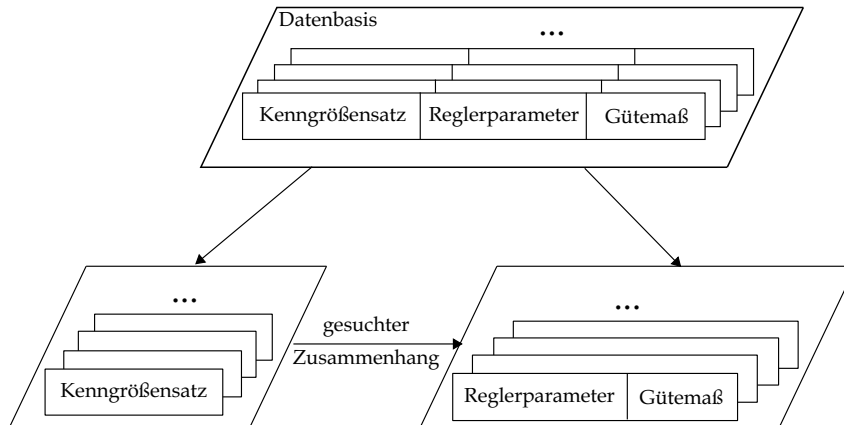 Datenbasis
...
Kenngrößensatz Reglerparameter Gütemaß
...
Kenngrößensatz
gesuchter
Zusammenhang
...
Reglerparameter Gütemaß